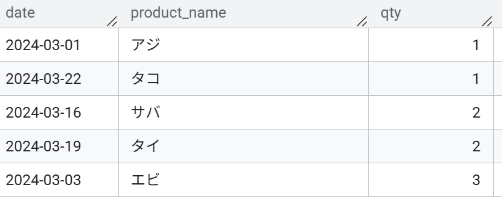 date product_name qty
2024-03-01 アジ 1
2024-03-22 タコ 1
2024-03-16 サバ 2
2024-03-19 タイ 2
2024-03-03 エビ 3